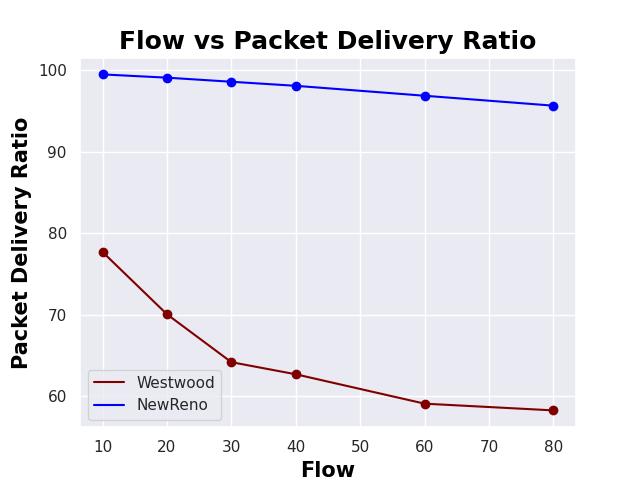 Flow vs Packet Delivery Ratio
Packet Delivery Ratio
100
90
80
70
60
Westwood
NewReno
10 20 30 40 50 60 70 80
Flow